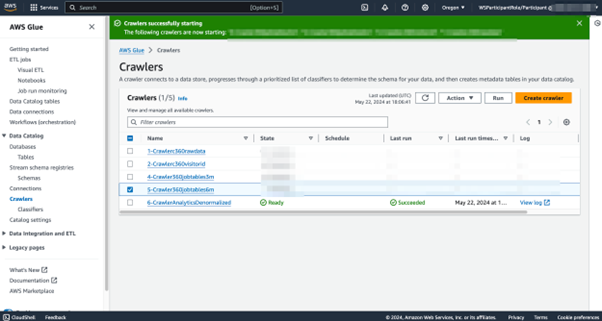 aws
Services
Search
[Option+S]
Oregon
WSParticipantRole/Participant
AWS Glue
Getting started
ETL jobs
Visual ETL
Notebooks
Job run monitoring
Data Catalog tables
Data connections
Workflows (orchestration)
Data Catalog
Databases
Tables
Stream schema registries
Schemas
Connections
Crawlers
Classifiers
Catalog settings
Data Integration and ETL
Legacy pages
What's New
Documentation
AWS Marketplace
Crawlers successfully starting
The following crawlers are now starting:
AWS Glue > Crawlers
Crawlers
A crawler connects to a data store, progresses through a prioritized list of classifiers to determine the schema for your data, and then creates metadata tables in your data catalog.
Crawlers (1/5) Info
View and manage all available crawlers.
Last updated (UTC)
May 22, 2024 at 18:06:41
Action
Run
Create crawler
Filter crawlers
1
Name State Schedule Last run Last run times... Log
1-Crawlerc360rawdata
2-Crawlerc360visitorid
4-Crawler360jobtables3m
5-Crawler360jobtables6m
6-CrawlerAnalyticsDenormalized Ready Succeeded May 22, 2024 at 1... View log
CloudShell Feedback
© 2024, Amazon Web Services, Inc. or its affiliates. Privacy Terms Cookie preferences